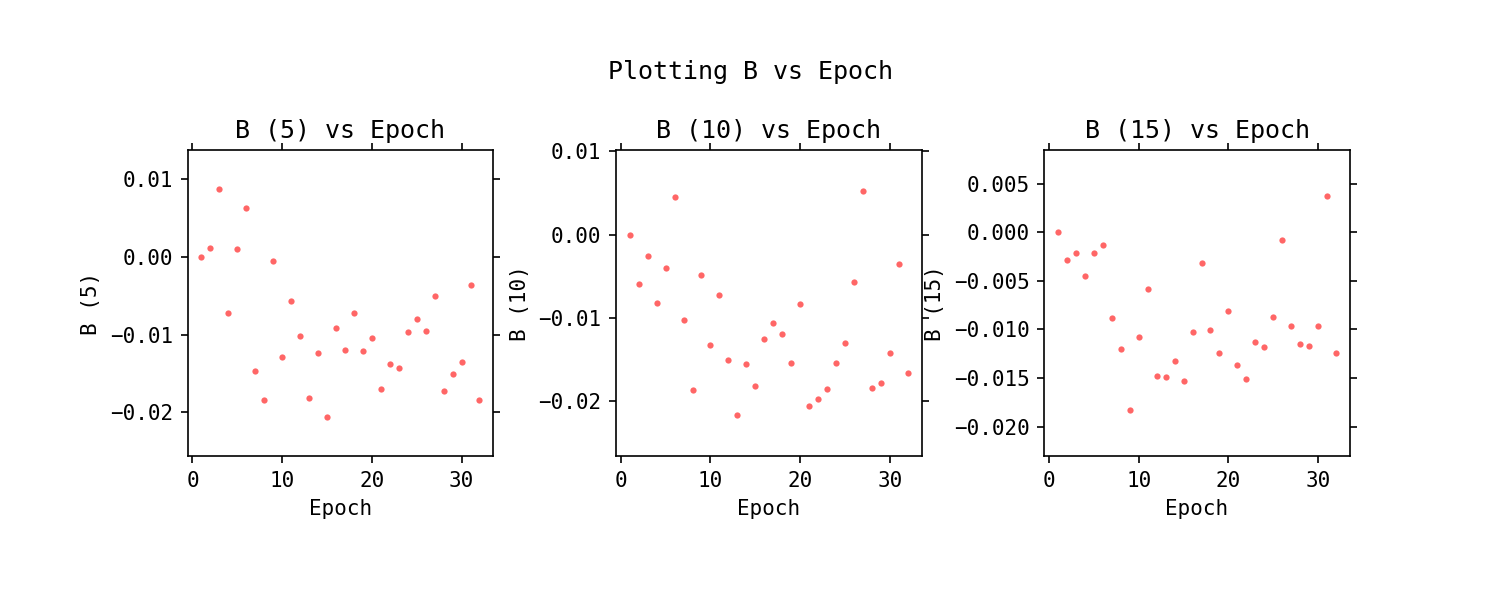 Plotting B vs Epoch
B (5) vs Epoch
B (5)
0.01
0.00
−0.01
−0.02
0 10 20 30
Epoch
B (10) vs Epoch
B (10)
0.01
0.00
−0.01
−0.02
0 10 20 30
Epoch
B (15) vs Epoch
B (15)
0.005
0.000
−0.005
−0.010
−0.015
−0.020
0 10 20 30
Epoch